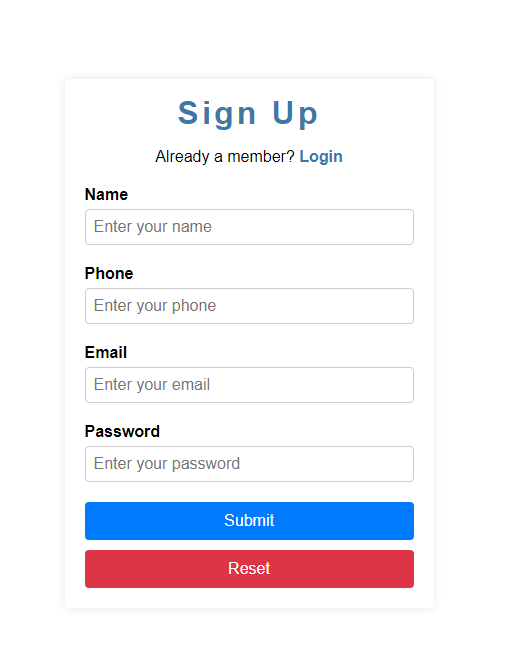 Sign Up
Already a member? Login
Name
Enter your name
Phone
Enter your phone
Email
Enter your email
Password
Enter your password
Submit
Reset